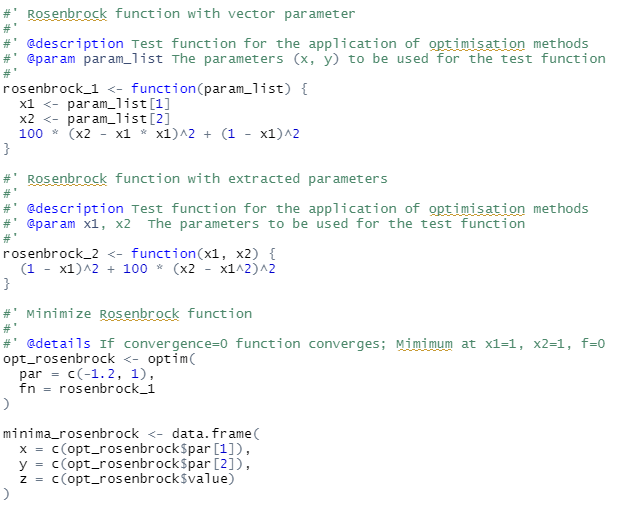 #' Rosenbrock function with vector parameter
#'
#' @description Test function for the application of optimisation methods
#' @param param_list The parameters (x, y) to be used for the test function
#'
rosenbrock_1 <- function(param_list) {
  x1 <- param_list[1]
  x2 <- param_list[2]
  100 * (x2 - x1 * x1)^2 + (1 - x1)^2
}

#' Rosenbrock function with extracted parameters
#'
#' @description Test function for the application of optimisation methods
#' @param x1, x2  The parameters to be used for the test function
#'
rosenbrock_2 <- function(x1, x2) {
  (1 - x1)^2 + 100 * (x2 - x1^2)^2
}

#' Minimize Rosenbrock function
#'
#' @details If convergence=0 function converges; Mimimum at x1=1, x2=1, f=0
opt_rosenbrock <- optim(
  par = c(-1.2, 1),
  fn = rosenbrock_1
)

minima_rosenbrock <- data.frame(
  x = c(opt_rosenbrock$par[1]),
  y = c(opt_rosenbrock$par[2]),
  z = c(opt_rosenbrock$value)
)